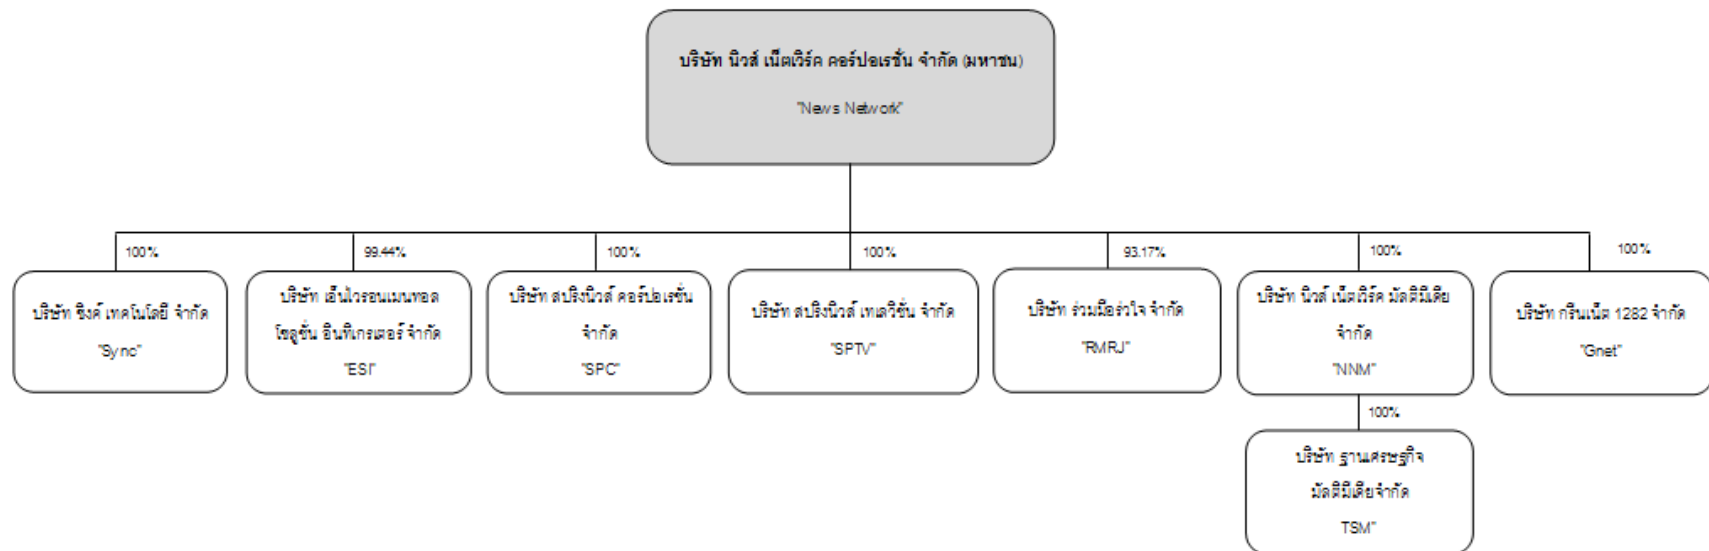 บริษัท นิวส์ เน็ตเวิร์ค คอร์ปอเรชั่น จำกัด (มหาชน)
"News Network"
100%
99.44%
100%
100%
93.17%
100%
100%
บริษัท ซิงค์ เทคโนโลยี จำกัด
"Sync"
บริษัท เอ็นไวรอนเมนทอล
โซลูชั่น อินทิเกรเตอร์ จำกัด
"ESI"
บริษัท สปริงนิวส์ คอร์ปอเรชั่น
จำกัด
"SPC"
บริษัท สปริงนิวส์ เทเลวิชั่น จำกัด
"SPTV"
บริษัท ร่วมมือร่วใจ จำกัด
"RMRJ"
บริษัท นิวส์ เน็ตเวิร์ค มัลติมีเดีย
จำกัด
"NNM"
บริษัท กรีนเน็ต 1282 จำกัด
"Gnet"
100%
บริษัท ฐานเศรษฐกิจ
มัลติมีเดียจำกัด
TSM"